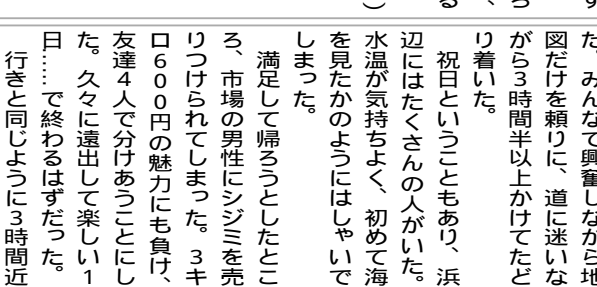 た。みんなで興奮しながら地
図だけを頼りに、道に迷いな
がら3時間半以上かけてたど
り着いた。
祝日ということもあり、浜
辺にはたくさんの人がいた。
水温が気持ちよく、初めて海
を見たかのようにはしゃいで
しまった。
満足して帰ろうとしたとこ
ろ、市場の男性にシジミを売
りつけられてしまった。3キ
ロ600円の魅力にも負け、
友達4人で分けあうことにし
た。久々に遠出して楽しい1
日……で終わるはずだった。
行きと同じように3時間近